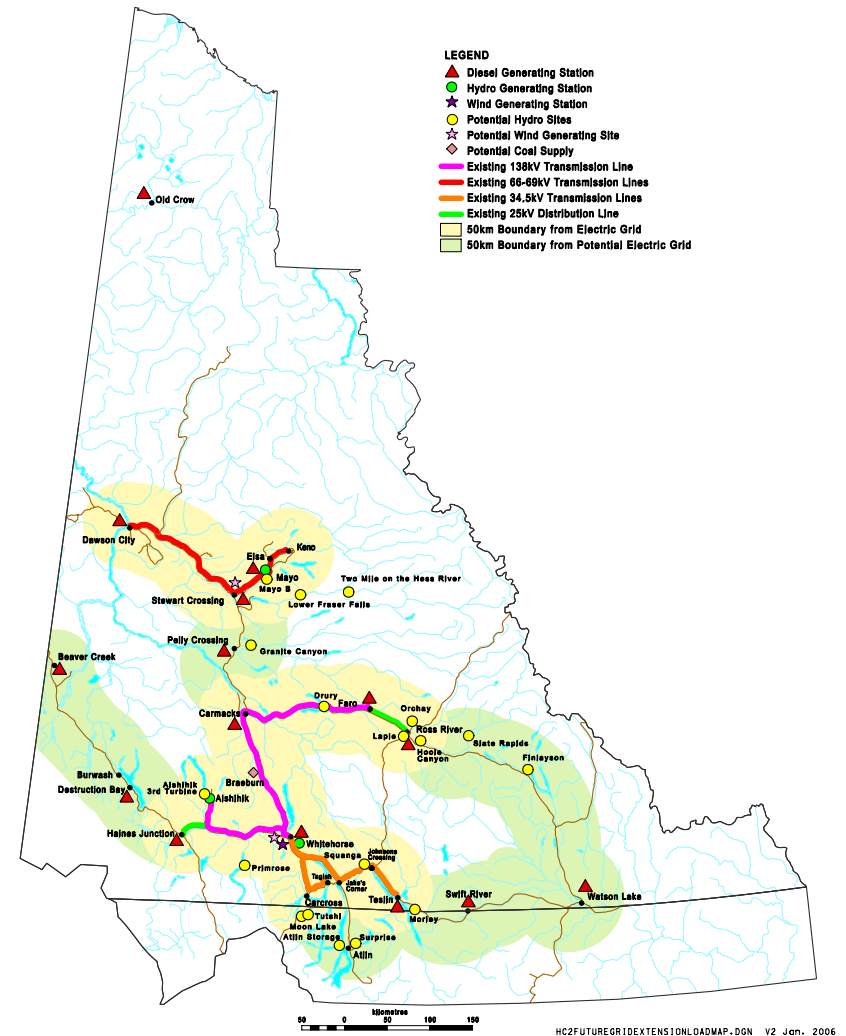 LEGEND
Diesel Generating Station
Hydro Generating Station
Wind Generating Station
Potential Hydro Sites
Potential Wind Generating Site
Potential Coal Supply
Existing 138kV Transmission Line
Existing 66-69kV Transmission Lines
Existing 34.5kV Transmission Lines
Existing 25kV Distribution Line
50km Boundary from Electric Grid
50km Boundary from Potential Electric Grid
Old Crow
Dawson City
Elsa
Keno
Mayo
Mayo B
Two Mile on the Hess River
Stewart Crossing
Lower Fraser Falls
Pelly Crossing
Granite Canyon
Beaver Creek
Drury
Faro
Orchay
Carmacks
Ross River
Lapie
Hoole
Canyon
Slate Rapids
Finlayson
Burwash
Destruction Bay
Aishihik
3rd Turbine
Aishihik
Braeburn
Haines Junction
Whitehorse
Squanga
Johnsons
Crossing
Primrose
Tagish
Jake's
Corner
Carcross
Teslin
Swift River
Watson Lake
Morley
Tutshi
Moon Lake
Atlin Storage
Surprise
Atlin
kilometres
50 0 50 100 150
HC2FUTUREGRIDEXTENSIONLOADMAP.DGN V2 Jan. 2006